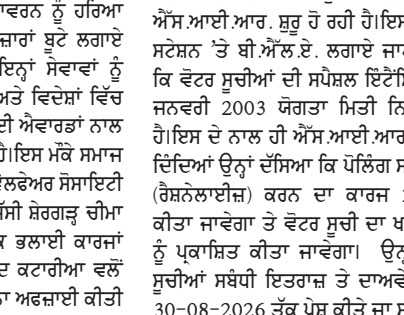 ਵਾਵਰਨ ਨੂੰ ਹਰਿਆ
ਜ਼ਾਰਾਂ ਬੂਟੇ ਲਗਾਏ
ਇਨ੍ਹਾਂ ਸੇਵਾਵਾਂ ਨੂੰ
ਅਤੇ ਵਿਦੇਸ਼ਾਂ ਵਿੱਚ
ਈ ਐਵਾਰਡਾਂ ਨਾਲ
ਹੈ।ਇਸ ਮੌਕੇ ਸਮਾਜ
ਵੈਲਫੇਅਰ ਸੋਸਾਇਟੀ
ੱਸੀ ਸ਼ੇਰਗੜ੍ਹ ਚੀਮਾ
ਕ ਭਲਾਈ ਕਾਰਜਾਂ
ਦ ਕਟਾਰੀਆ ਵਲੋਂ
ਲਾ ਅਫਜ਼ਾਈ ਕੀਤੀ
ਐੱਸ.ਆਈ.ਆਰ. ਸ਼ੁਰੂ ਹੋ ਰਹੀ ਹੈ।ਇਸ
ਸਟੇਸ਼ਨ 'ਤੇ ਬੀ.ਐੱਲ.ਏ. ਲਗਾਏ ਜਾਣ
ਕਿ ਵੋਟਰ ਸੂਚੀਆਂ ਦੀ ਸਪੈਸ਼ਲ ਇੰਟੈਂਸਿ
ਜਨਵਰੀ 2003 ਯੋਗਤਾ ਮਿਤੀ ਨਿ
ਹੈ।ਇਸ ਦੇ ਨਾਲ ਹੀ ਐੱਸ.ਆਈ.ਆਰ
ਦਿੰਦਿਆਂ ਉਨ੍ਹਾਂ ਦੱਸਿਆ ਕਿ ਪੋਲਿੰਗ ਸ
(ਰੈਸ਼ਨੇਲਾਈਜ਼) ਕਰਨ ਦਾ ਕਾਰਜ
ਕੀਤਾ ਜਾਵੇਗਾ ਤੇ ਵੋਟਰ ਸੂਚੀ ਦਾ ਖ
ਨੂੰ ਪ੍ਰਕਾਸ਼ਿਤ ਕੀਤਾ ਜਾਵੇਗਾ। ਉਨ੍ਹ
ਸੂਚੀਆਂ ਸਬੰਧੀ ਇਤਰਾਜ਼ ਤੇ ਦਾਅਵੇ
30-08-2026 ਤੱਕ ਪੇਸ਼ ਕੀਤੇ ਜਾ ਸ